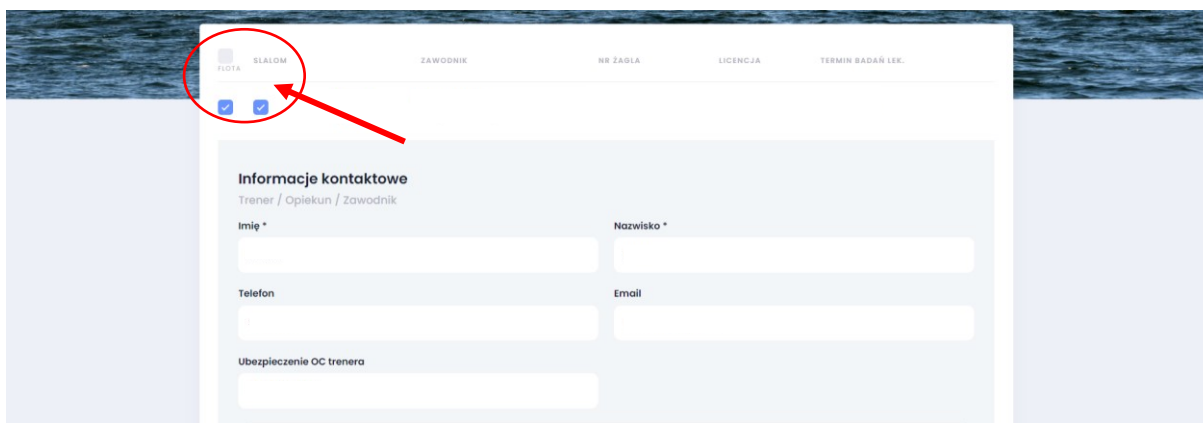 FLOTA SLALOM ZAWODNIK NR ŻAGLA LICENCJA TERMIN BADAŃ LEK.
Informacje kontaktowe
Trener / Opiekun / Zawodnik
Imię * Nazwisko *
Telefon Email
Ubezpieczenie OC trenera